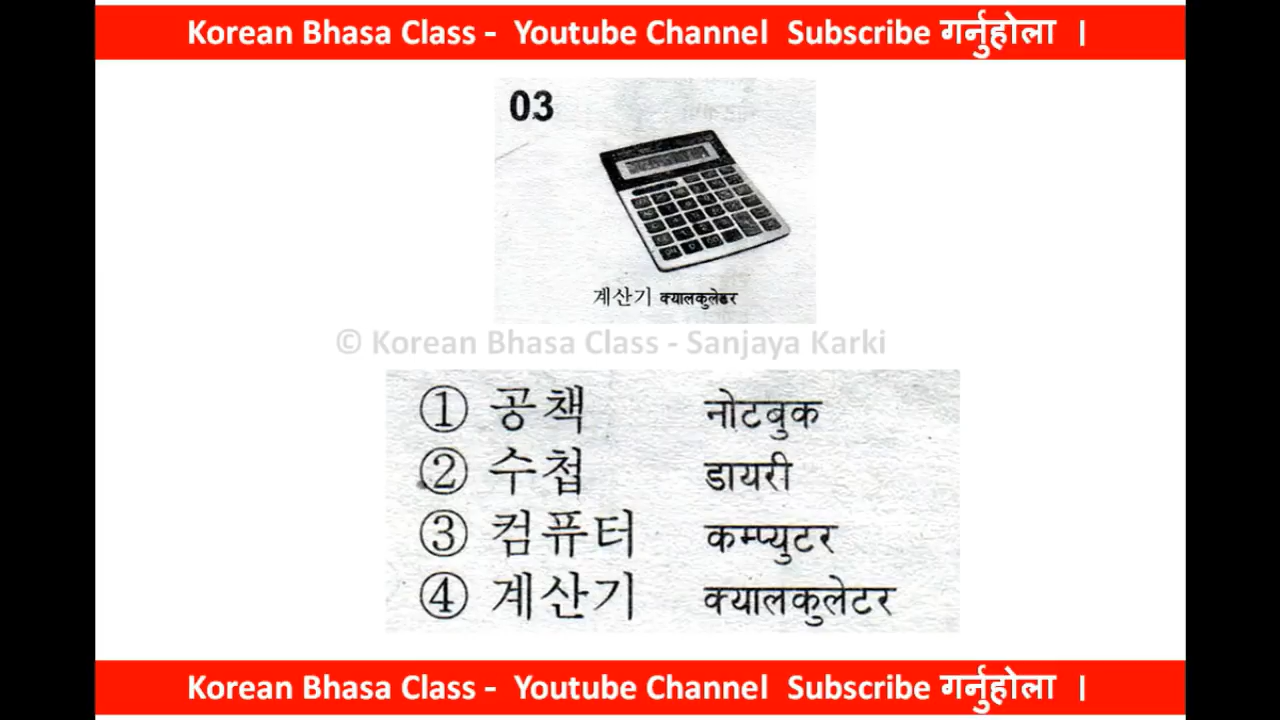 Korean Bhasa Class - Youtube Channel Subscribe गर्नुहोला ।
03
계산기 क्यालकुलेटर
© Korean Bhasa Class - Sanjaya Karki
① 공책 नोटबुक
② 수첩 डायरी
③ 컴퓨터 कम्प्युटर
④ 계산기 क्यालकुलेटर
Korean Bhasa Class - Youtube Channel Subscribe गर्नुहोला ।